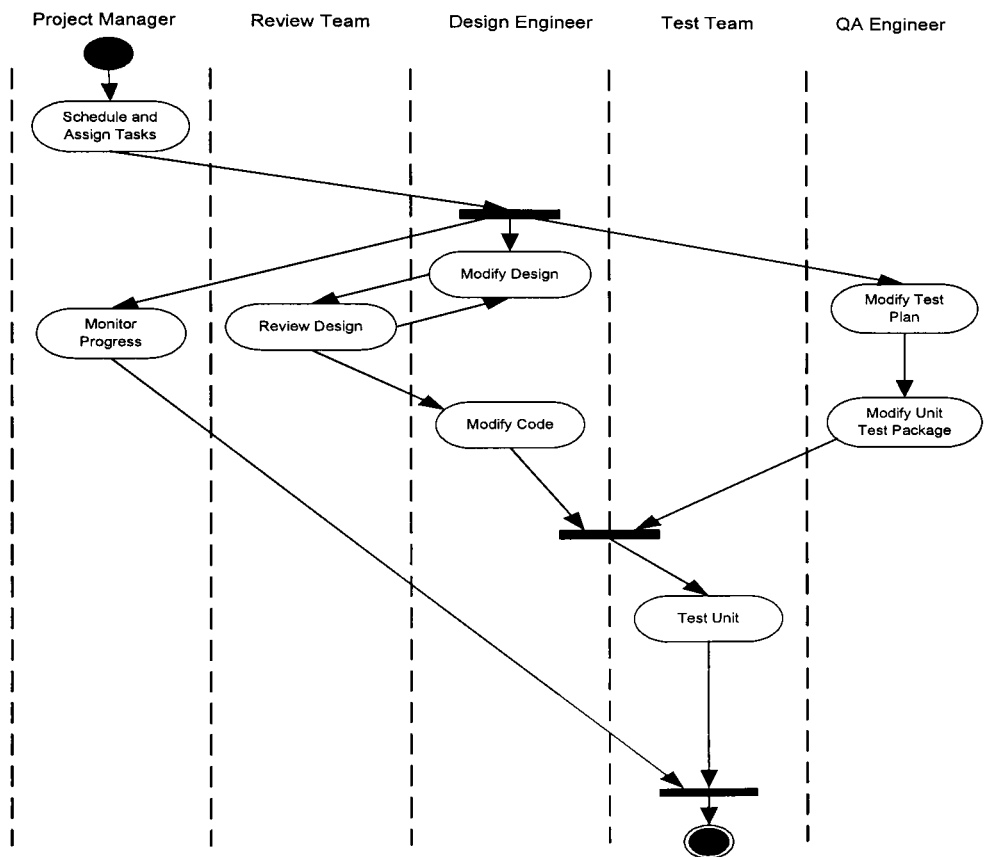 Project Manager
Review Team
Design Engineer
Test Team
QA Engineer
Schedule and
Assign Tasks
Modify Design
Modify Test
Plan
Monitor
Progress
Review Design
Modify Code
Modify Unit
Test Package
Test Unit